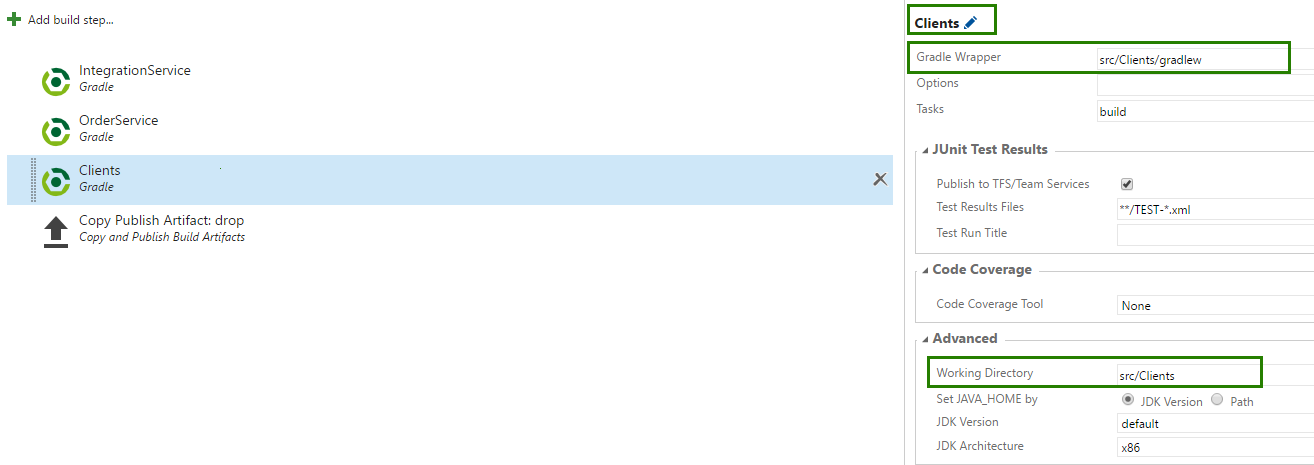 Add build step...
IntegrationService
Gradle
OrderService
Gradle
Clients
Gradle
Copy Publish Artifact: drop
Copy and Publish Build Artifacts
Clients
Gradle Wrapper src/Clients/gradlew
Options
Tasks build
JUnit Test Results
Publish to TFS/Team Services
Test Results Files **/TEST-*.xml
Test Run Title
Code Coverage
Code Coverage Tool None
Advanced
Working Directory src/Clients
Set JAVA_HOME by JDK Version Path
JDK Version default
JDK Architecture x86